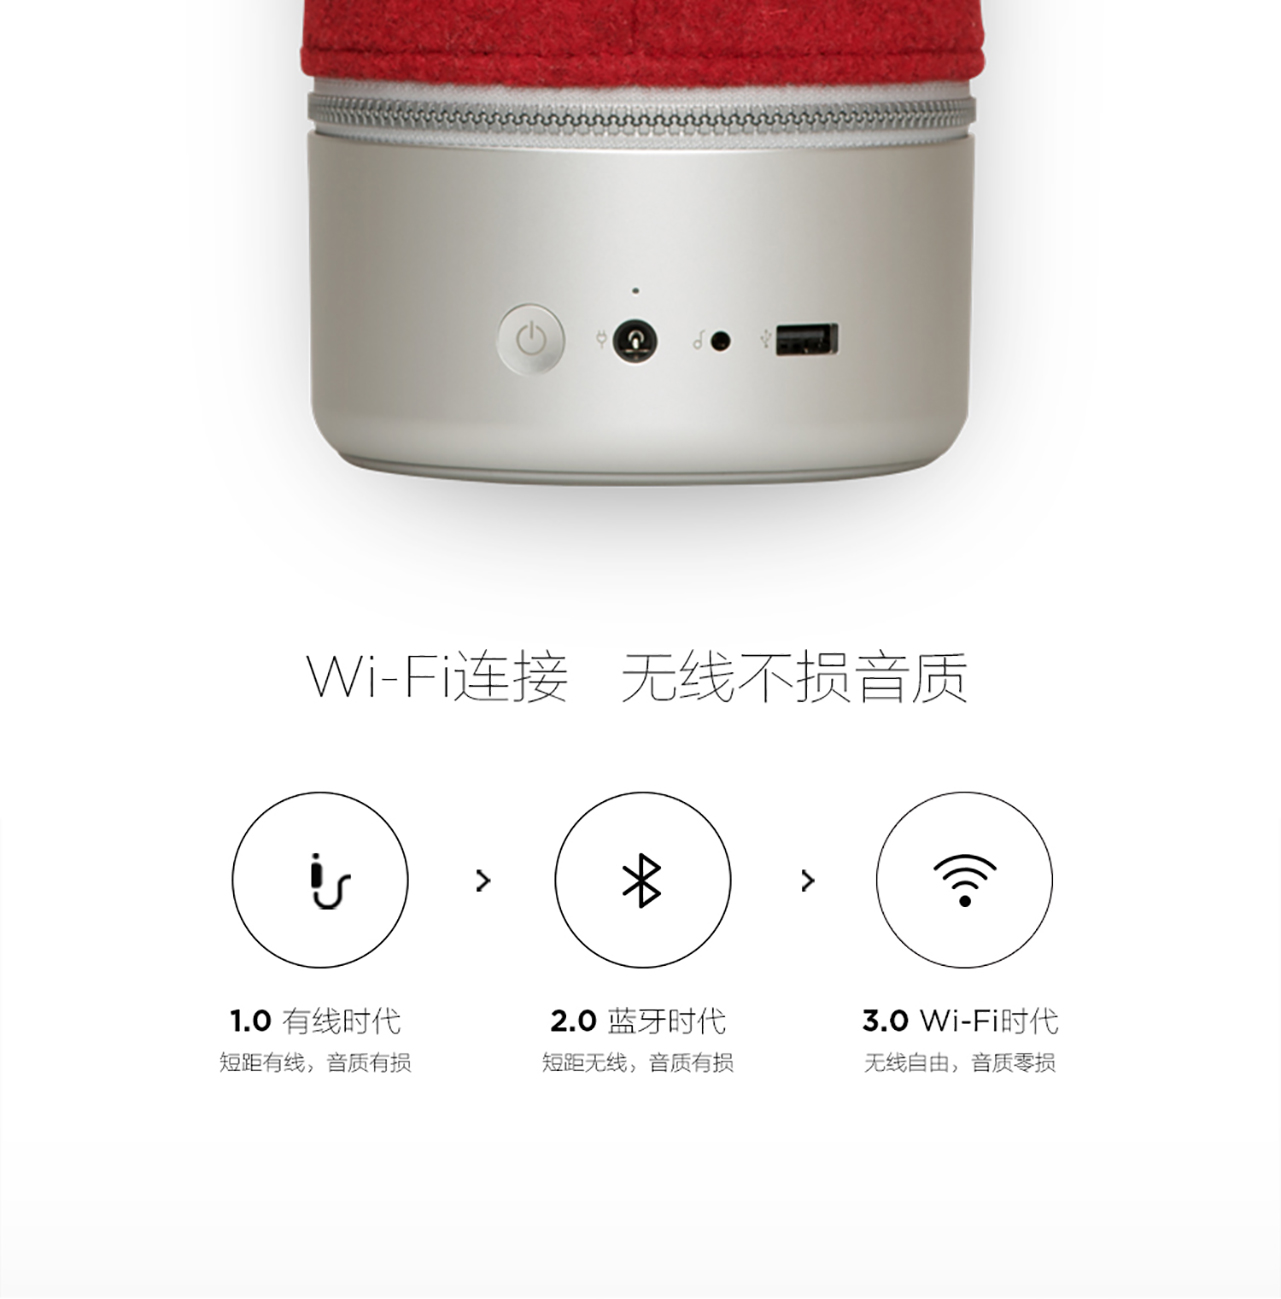 Wi-Fi连接 无线不损音质
1.0 有线时代
短距有线，音质有损
2.0 蓝牙时代
短距无线，音质有损
3.0 Wi-Fi时代
无线自由，音质零损